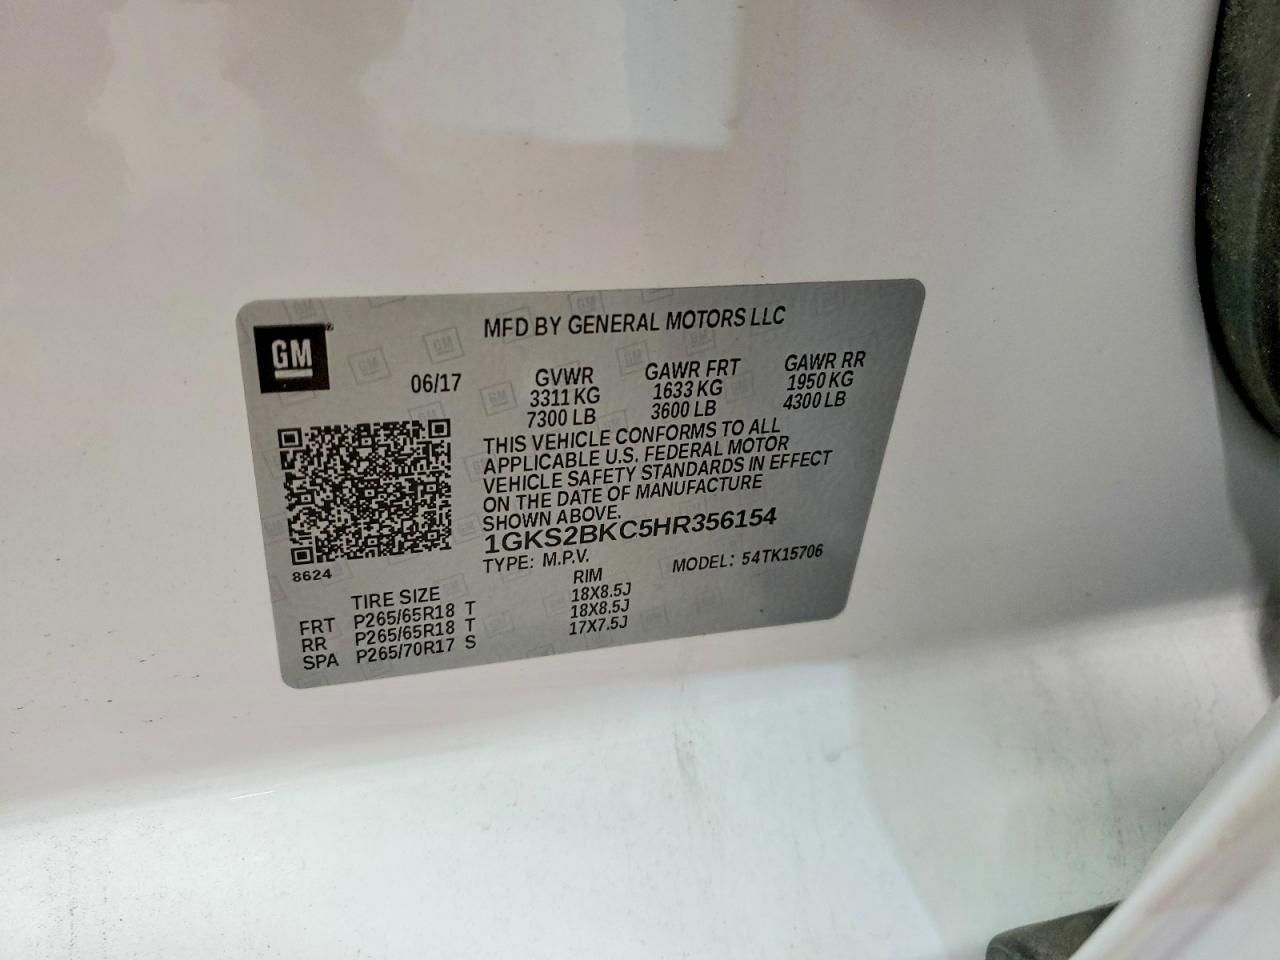 GM
MFD BY GENERAL MOTORS LLC
06/17
GVWR GAWR FRT GAWR RR
3311 KG 1633 KG 1950 KG
7300 LB 3600 LB 4300 LB
THIS VEHICLE CONFORMS TO ALL
APPLICABLE U.S. FEDERAL MOTOR
VEHICLE SAFETY STANDARDS IN EFFECT
ON THE DATE OF MANUFACTURE
SHOWN ABOVE.
1GKS2BKC5HR356154
TYPE: M.P.V. MODEL: 54TK15706
8624
TIRE SIZE RIM
FRT P265/65R18 T 18X8.5J
RR P265/65R18 T 18X8.5J
SPA P265/70R17 S 17X7.5J